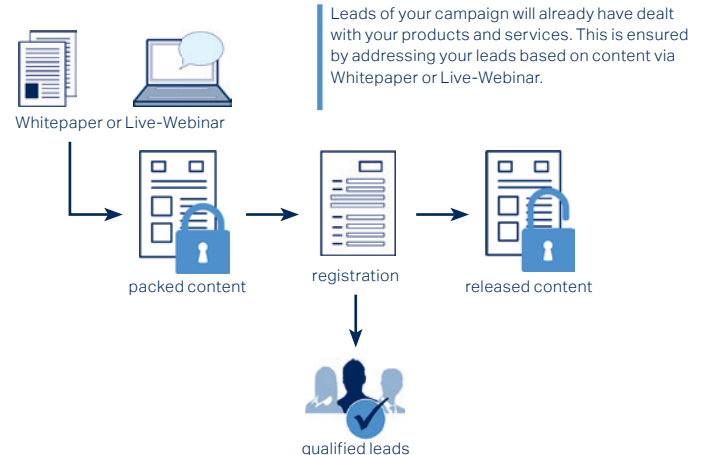 Leads of your campaign will already have dealt
with your products and services. This is ensured
by addressing your leads based on content via
Whitepaper or Live-Webinar.
Whitepaper or Live-Webinar
packed content
registration
released content
qualified leads